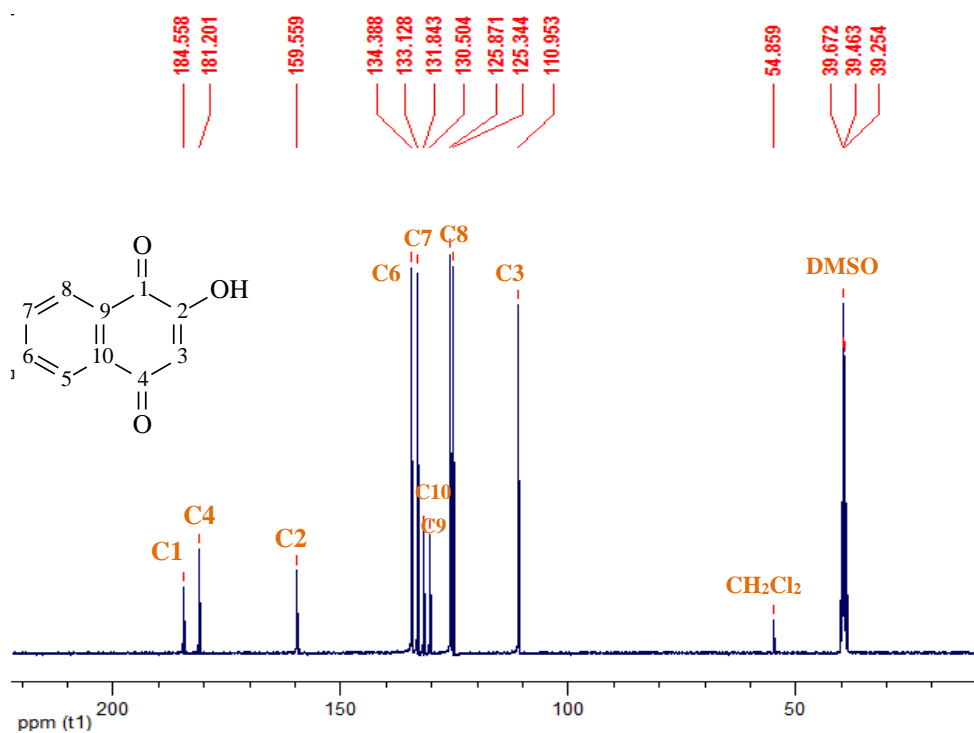 184.558
181.201
159.559
134.388
133.128
131.843
130.504
125.871
125.344
110.953
54.859
39.672
39.463
39.254
C7
C8
C6
C3
DMSO
O
OH
8
1
7
9
2
6
10
3
5
4
O
C10
C9
C4
C1
C2
CH₂Cl₂
200
150
100
50
ppm (t1)